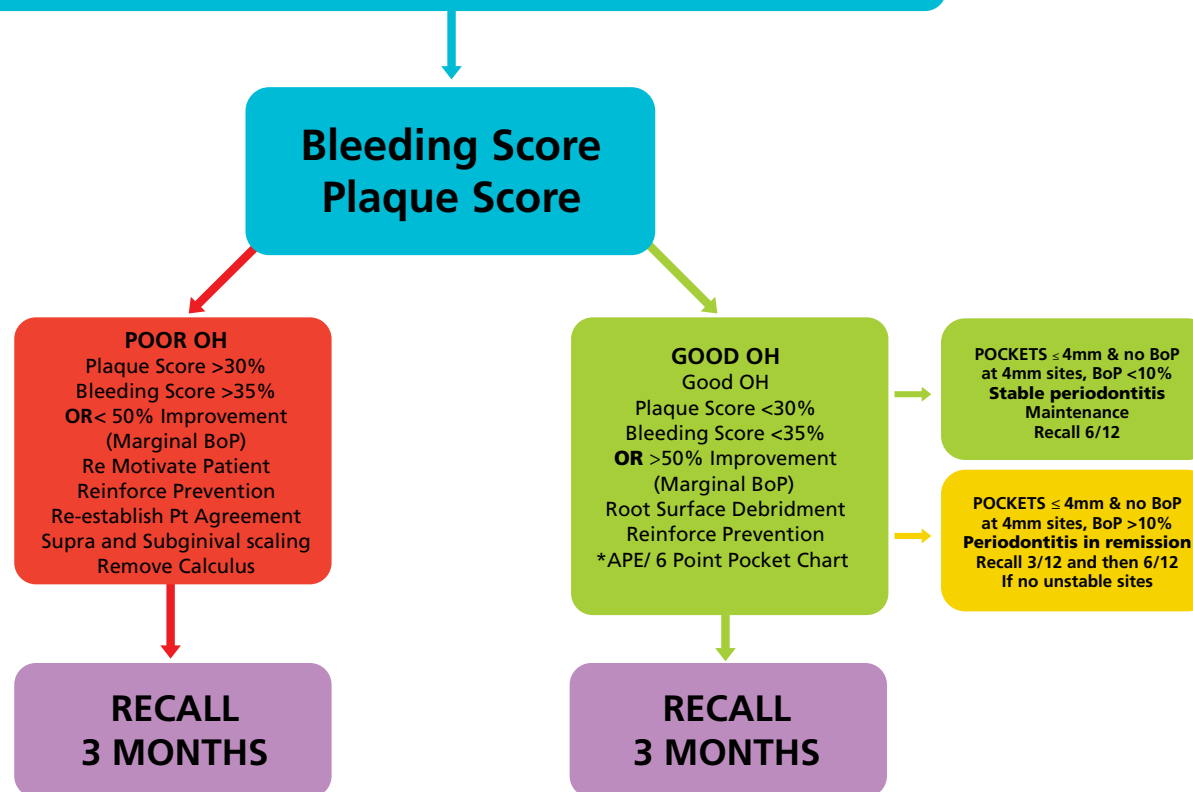 Bleeding Score
Plaque Score
POOR OH
Plaque Score >30%
Bleeding Score >35%
OR< 50% Improvement
(Marginal BoP)
Re Motivate Patient
Reinforce Prevention
Re-establish Pt Agreement
Supra and Subginival scaling
Remove Calculus
RECALL
3 MONTHS
GOOD OH
Good OH
Plaque Score <30%
Bleeding Score <35%
OR >50% Improvement
(Marginal BoP)
Root Surface Debridment
Reinforce Prevention
*APE/ 6 Point Pocket Chart
RECALL
3 MONTHS
POCKETS ≤ 4mm & no BoP
at 4mm sites, BoP <10%
Stable periodontitis
Maintenance
Recall 6/12
POCKETS ≤ 4mm & no BoP
at 4mm sites, BoP >10%
Periodontitis in remission
Recall 3/12 and then 6/12
If no unstable sites